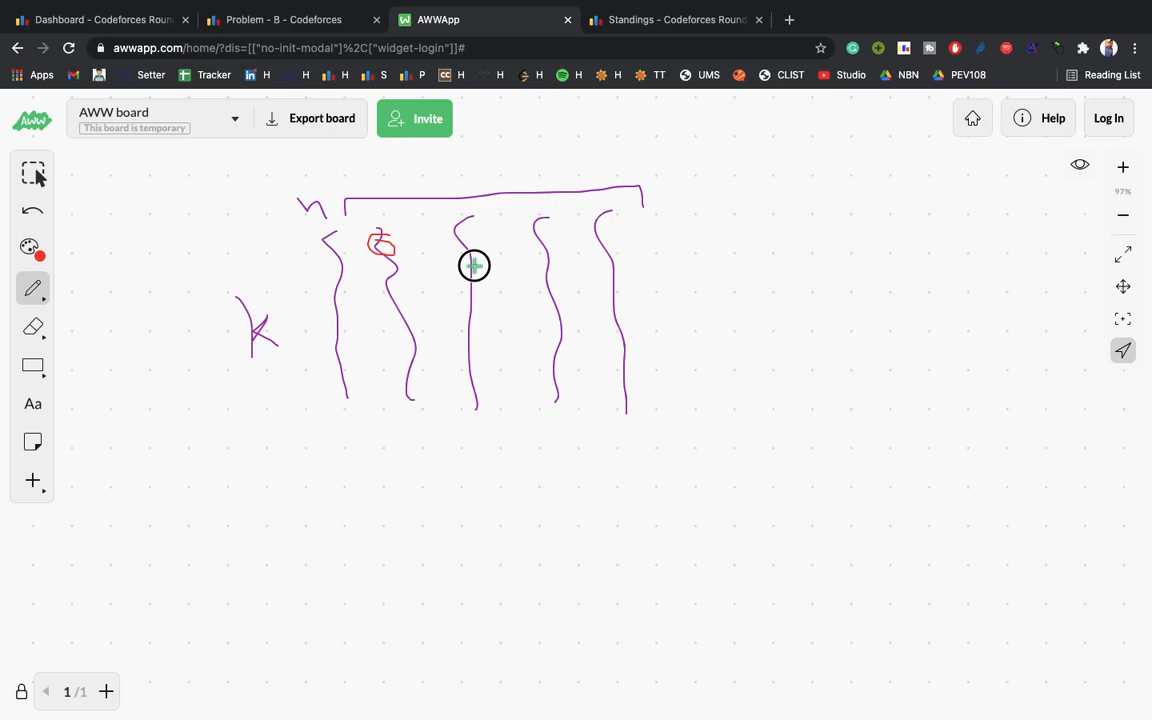 Dashboard - Codeforces Roun
Problem - B - Codeforces
AWWApp
Standings - Codeforces Round
awwapp.com/home/?dis=[["no-init-modal"]%2C["widget-login"]]#
Apps
Setter
Tracker
H
H
H
S
P
H
H
H
H
H
TT
UMS
CLIST
Studio
NBN
PEV108
Reading List
AWW
AWW board
This board is temporary
Export board
Invite
Help
Log In
97%
n
K
Aa
1 /1